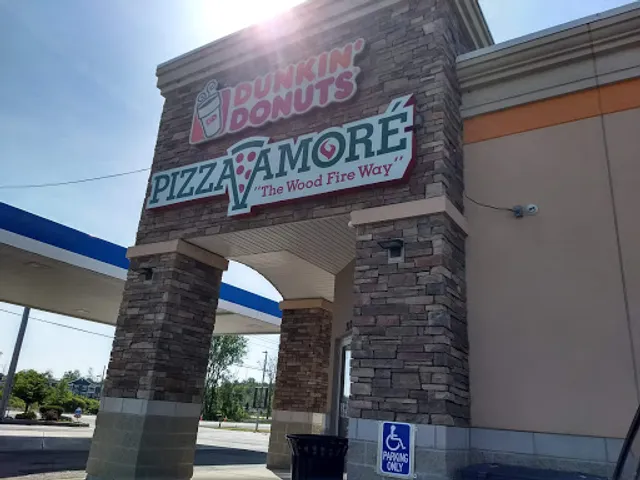 DUNKIN'
DONUTS
PIZZA AMORÉ
"The Wood Fire Way"
PARKING
ONLY